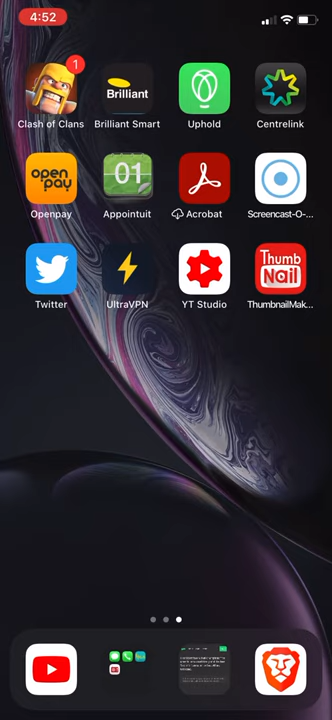 4:52
1
Clash of Clans
Brilliant
Brilliant Smart
Uphold
Centrelink
open
pay
Openpay
01
Appointuit
Acrobat
Screencast-O-...
Twitter
UltraVPN
YT Studio
Thumb
Nail
ThumbnailMak...